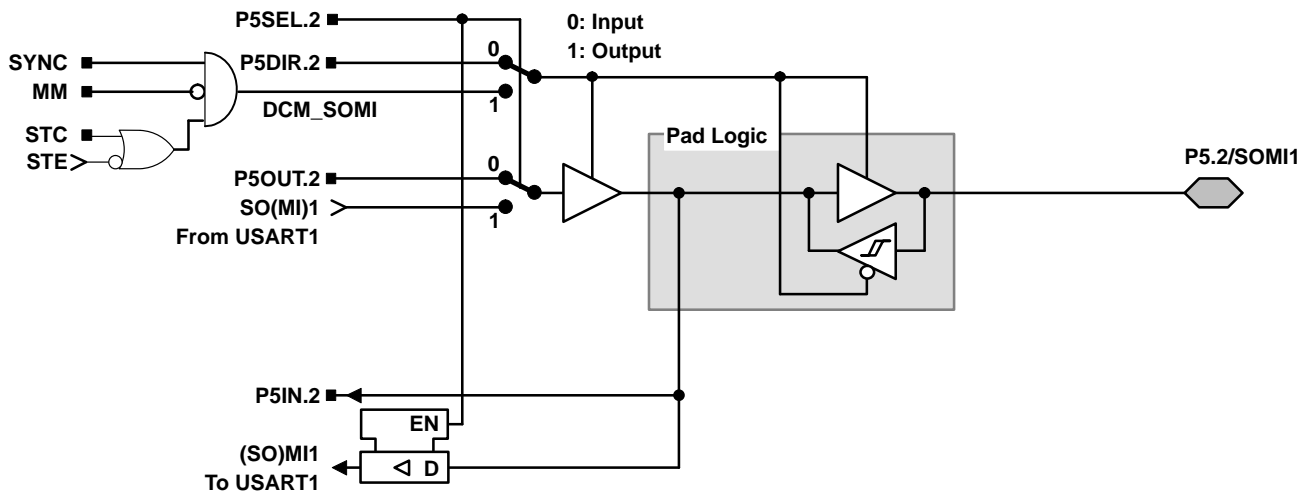 P5SEL.2
0: Input
1: Output
SYNC
MM
STC
STE
P5DIR.2
0
1
DCM_SOMI
Pad Logic
P5.2/SOMI1
P5OUT.2
0
SO(MI)1
1
From USART1
P5IN.2
EN
(SO)MI1
D
To USART1